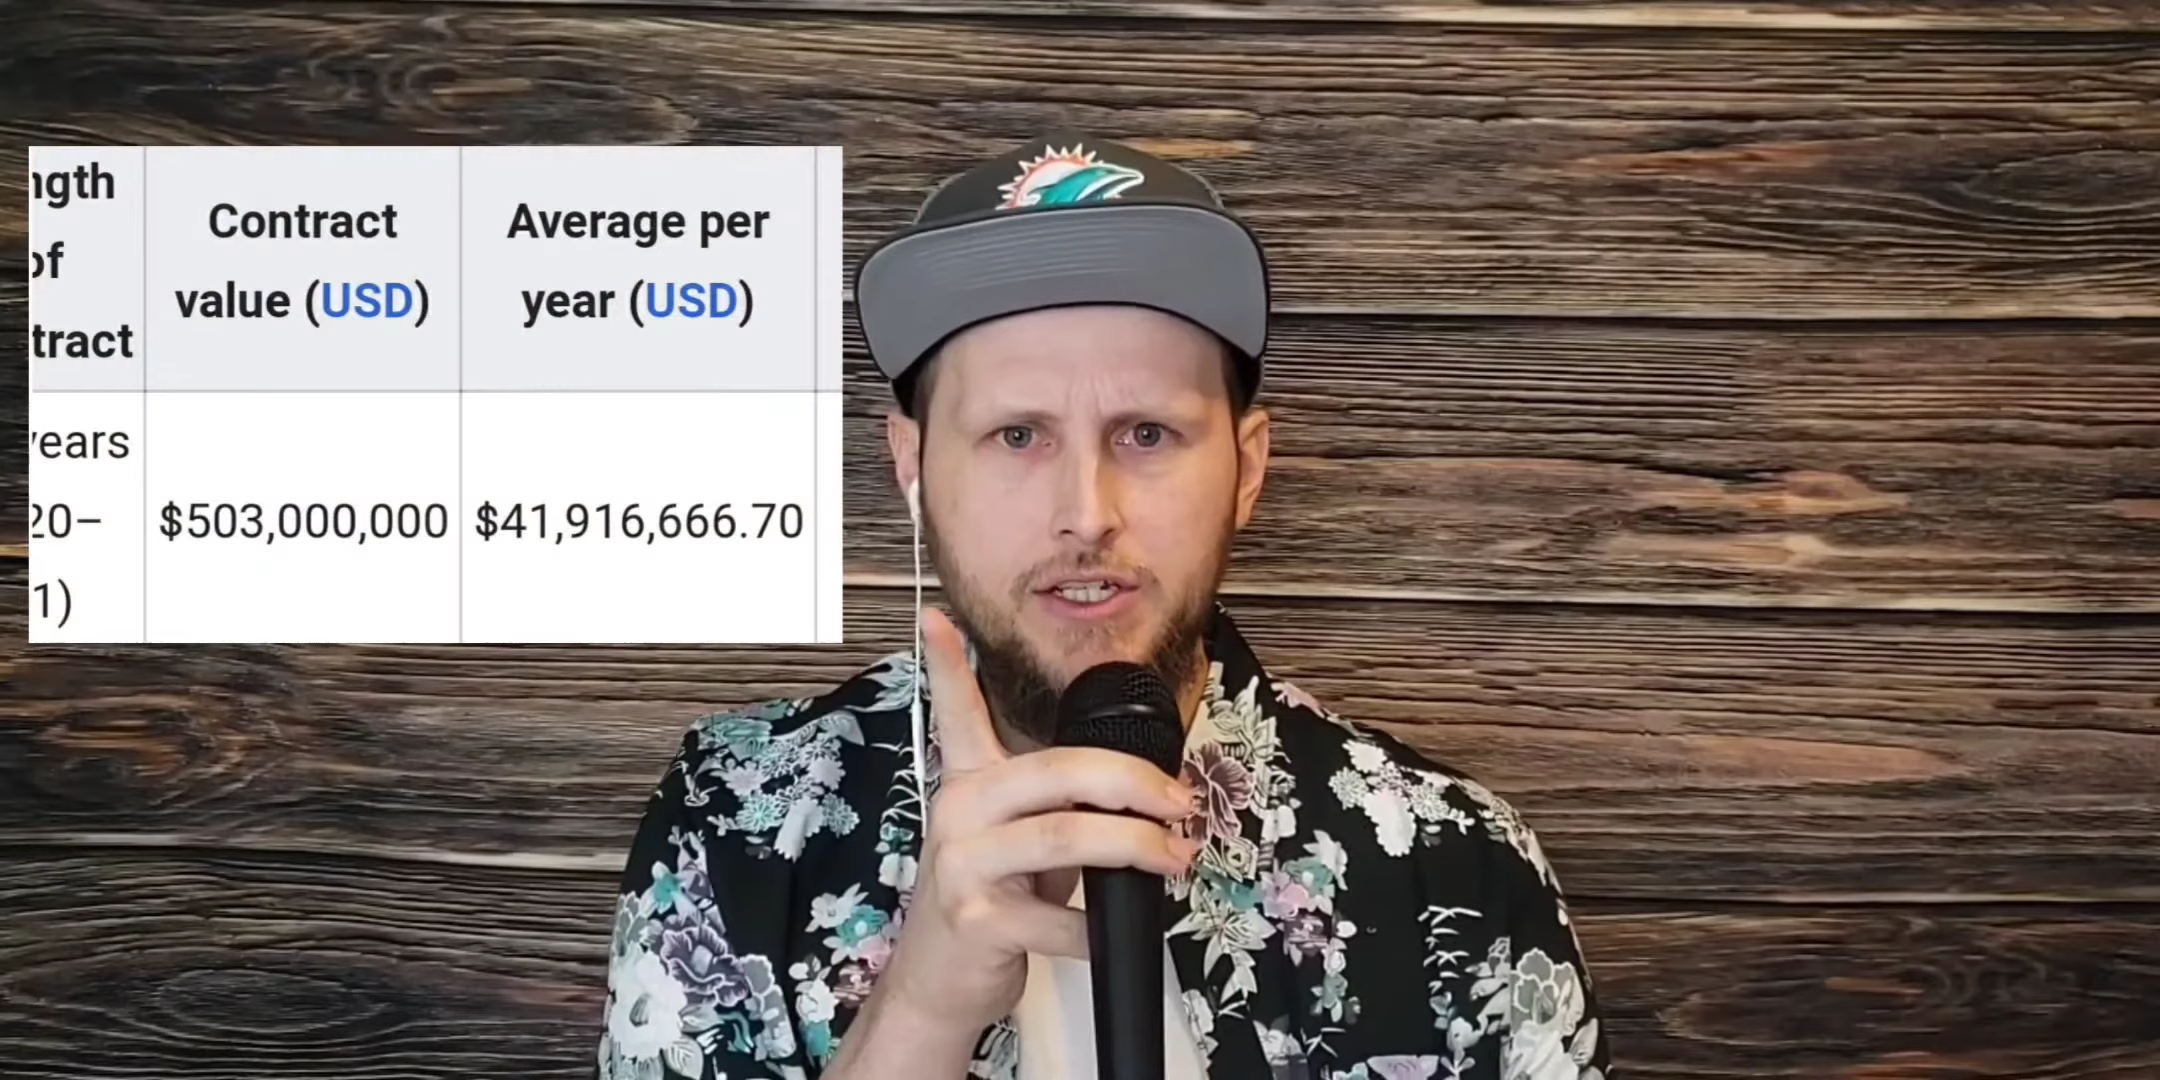 ngth
of
tract
Contract
value (USD)
Average per
year (USD)
years
20–
1)
$503,000,000
$41,916,666.70